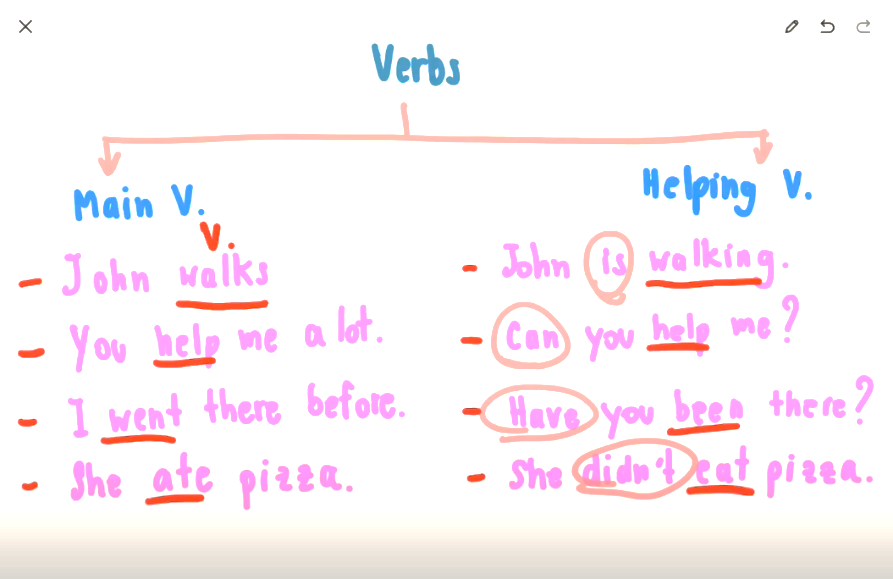 Verbs
Main V.
Helping V.
V.
- John walks
- You help me a lot.
- I went there before.
- She ate pizza.
- John is walking.
- Can you help me?
- Have you been there?
- She didn't eat pizza.